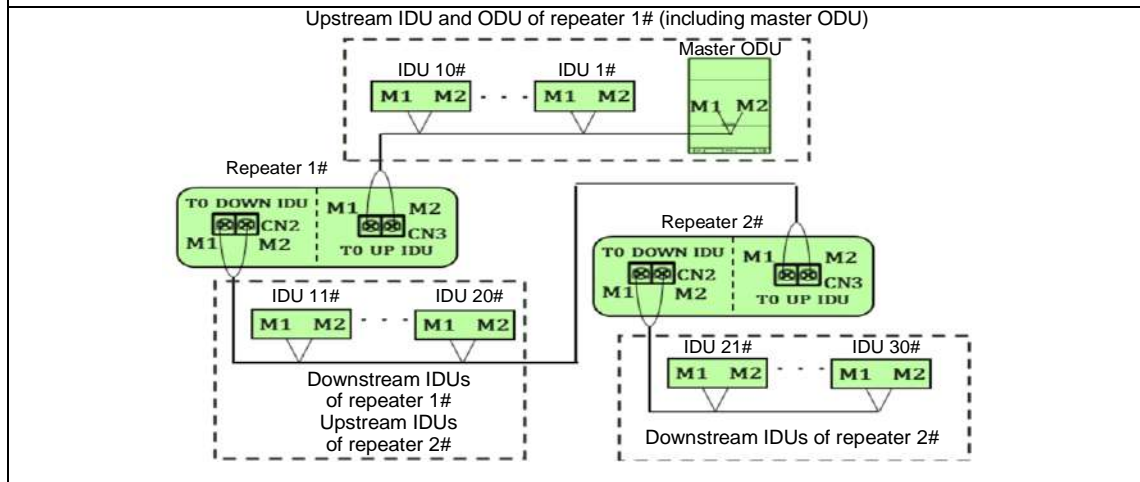 Upstream IDU and ODU of repeater 1# (including master ODU)
Master ODU
IDU 10# IDU 1#
M1 M2 · · · M1 M2
M1 M2
Repeater 1#
TO DOWN IDU
CN2
M1 M2
M1 M2
CN3
TO UP IDU
Repeater 2#
TO DOWN IDU
CN2
M1 M2
M1 M2
CN3
TO UP IDU
IDU 11# IDU 20#
M1 M2 · · · M1 M2
Downstream IDUs
of repeater 1#
Upstream IDUs
of repeater 2#
IDU 21# IDU 30#
M1 M2 · · · M1 M2
Downstream IDUs of repeater 2#